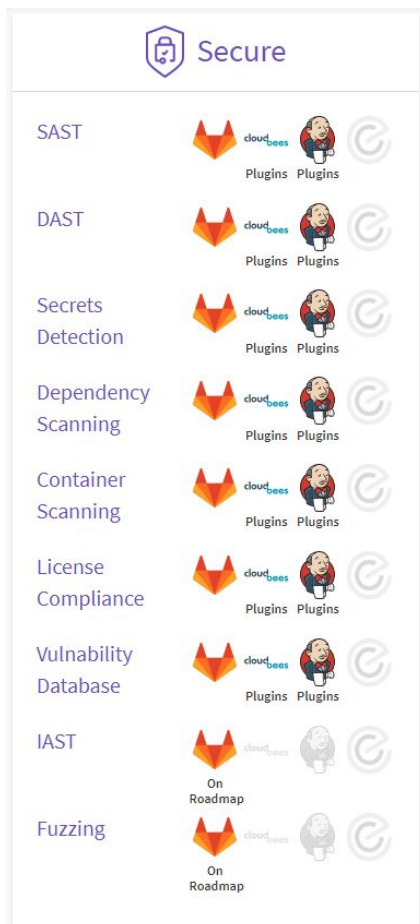 Secure
SAST
cloudbees
Plugins Plugins
DAST
cloudbees
Plugins Plugins
Secrets
Detection
cloudbees
Plugins Plugins
Dependency
Scanning
cloudbees
Plugins Plugins
Container
Scanning
cloudbees
Plugins Plugins
License
Compliance
cloudbees
Plugins Plugins
Vulnability
Database
cloudbees
Plugins Plugins
IAST
cloudbees
On
Roadmap
Fuzzing
cloudbees
On
Roadmap